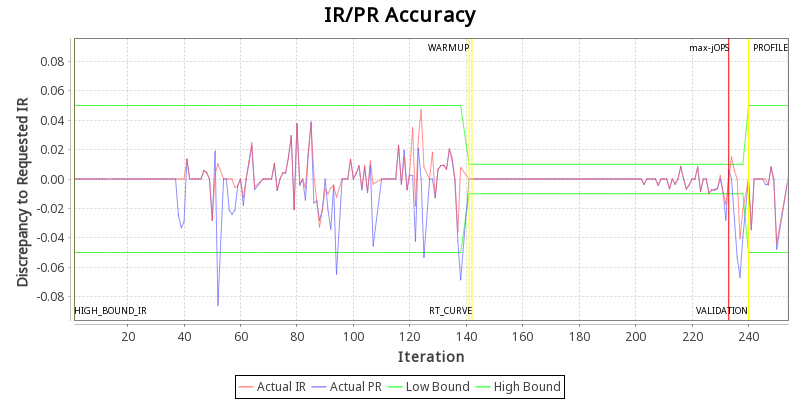 IR/PR Accuracy
WARMUP
max-jOPS
PROFILE
0.08
0.06
0.04
0.02
0.00
-0.02
-0.04
-0.06
-0.08
Discrepancy to Requested IR
HIGH_BOUND_IR
RT_CURVE
VALIDATION
20 40 60 80 100 120 140 160 180 200 220 240
Iteration
Actual IR Actual PR Low Bound High Bound